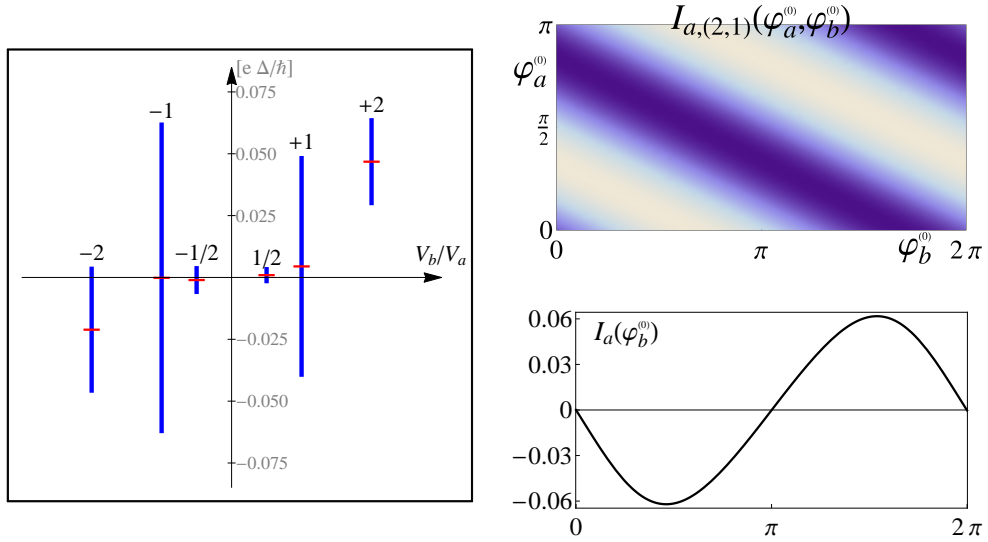 [e Δ/ħ]
0.075
+2
−1
0.050
+1
0.025
−2
−1/2
1/2
V_b/V_a
−0.025
−0.050
−0.075
I_{a,(2,1)}(φ_a^{(0)},φ_b^{(0)})
π
φ_a^{(0)}
π/2
0
0
π
φ_b^{(0)}
2 π
0.06
I_a(φ_b^{(0)})
0.03
0
−0.03
−0.06
0
π
2 π